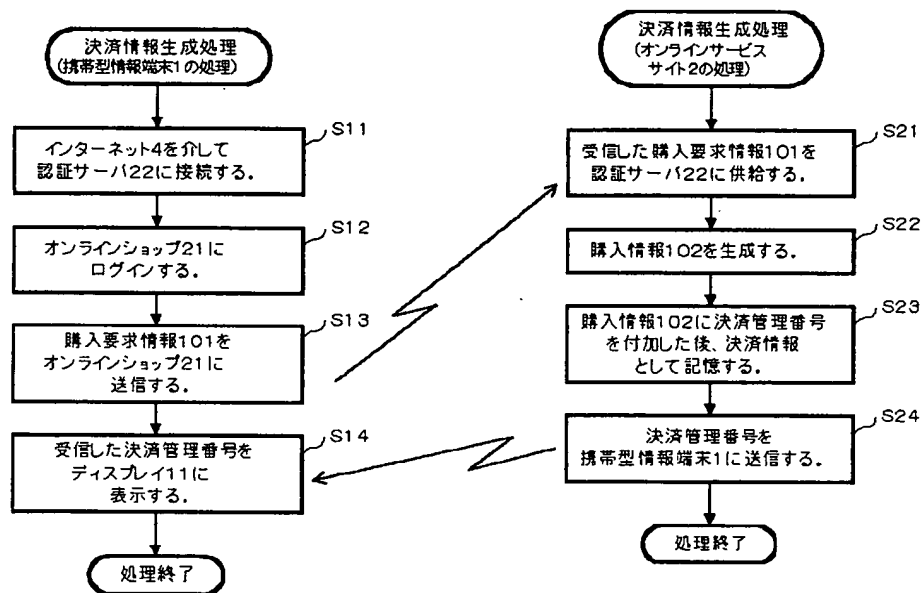 決済情報生成処理
(携帯型情報端末1の処理)
S11
インターネット4を介して
認証サーバ22に接続する。
S12
オンラインショップ21に
ログインする。
S13
購入要求情報101を
オンラインショップ21に
送信する。
S14
受信した決済管理番号を
ディスプレイ11に
表示する。
処理終了
決済情報生成処理
(オンラインサービス
サイト2の処理)
S21
受信した購入要求情報101を
認証サーバ22に供給する。
S22
購入情報102を生成する。
S23
購入情報102に決済管理番号
を付加した後、決済情報
として記憶する。
S24
決済管理番号を
携帯型情報端末1に送信する。
処理終了